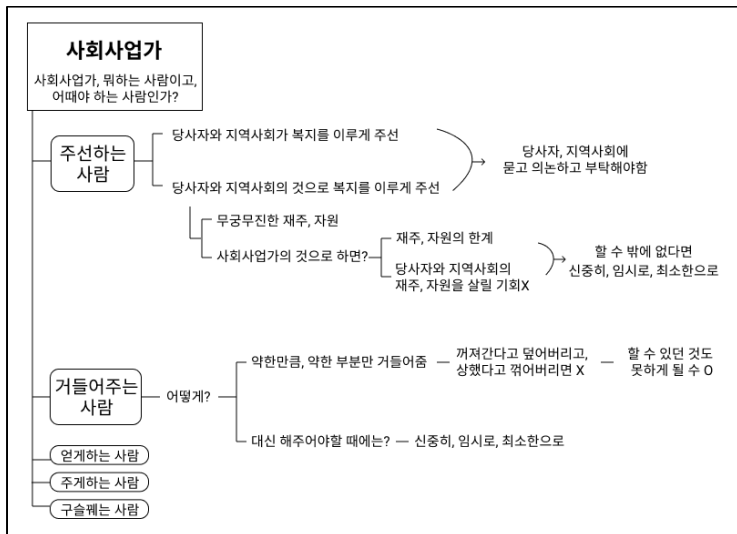 사회사업가
사회사업가, 뭐하는 사람이고,
어때야 하는 사람인가?
주선하는
사람
당사자와 지역사회가 복지를 이루게 주선
당사자와 지역사회의 것으로 복지를 이루게 주선
당사자, 지역사회에
묻고 의논하고 부탁해야함
무궁무진한 재주, 자원
사회사업가의 것으로 하면?
재주, 자원의 한계
당사자와 지역사회의
재주, 자원을 살릴 기회X
할 수 밖에 없다면
신중히, 임시로, 최소한으로
거들어주는
사람
어떻게?
약한만큼, 약한 부분만 거들어줌
꺼져간다고 덮어버리고,
상했다고 꺾어버리면 X
할 수 있던 것도
못하게 될 수 O
대신 해주어야할 때에는?
신중히, 임시로, 최소한으로
얻게하는 사람
주게하는 사람
구슬꿰는 사람